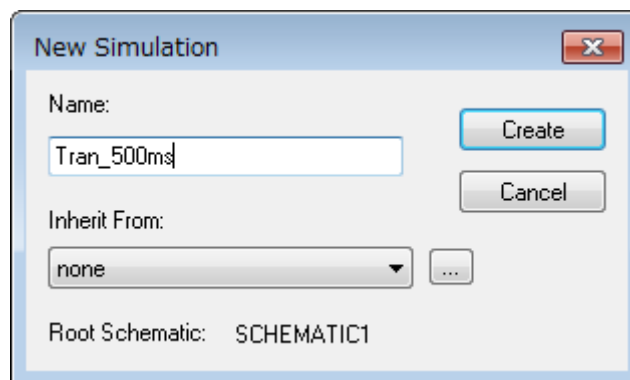 New Simulation
Name:
Tran_500ms
Create
Cancel
Inherit From:
none
...
Root Schematic: SCHEMATIC1